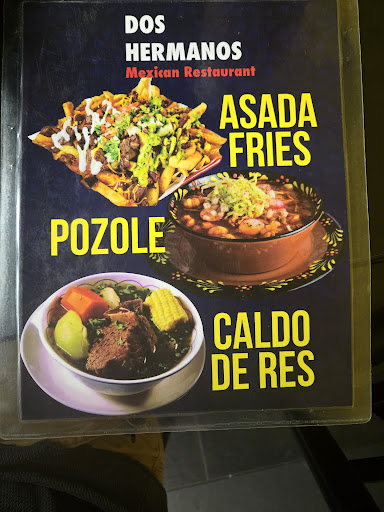 DOS
HERMANOS
Mexican Restaurant
ASADA
FRIES
POZOLE
CALDO
DE RES